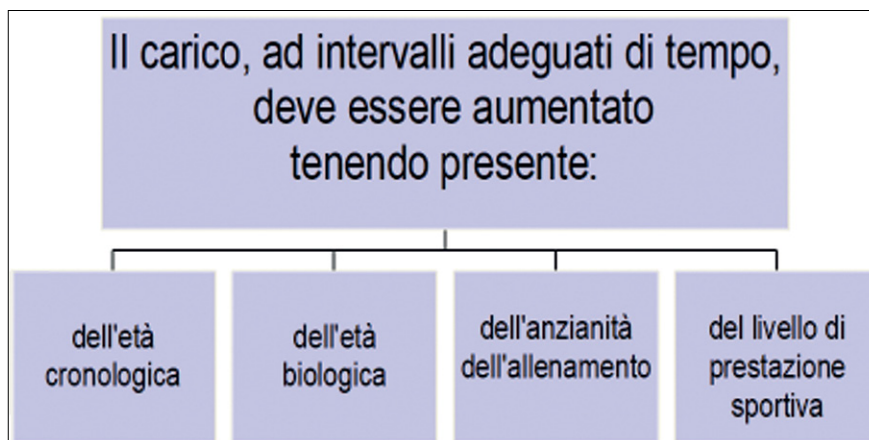 Il carico, ad intervalli adeguati di tempo,
deve essere aumentato
tenendo presente:
dell'età
cronologica
dell'età
biologica
dell'anzianità
dell'allenamento
del livello di
prestazione
sportiva